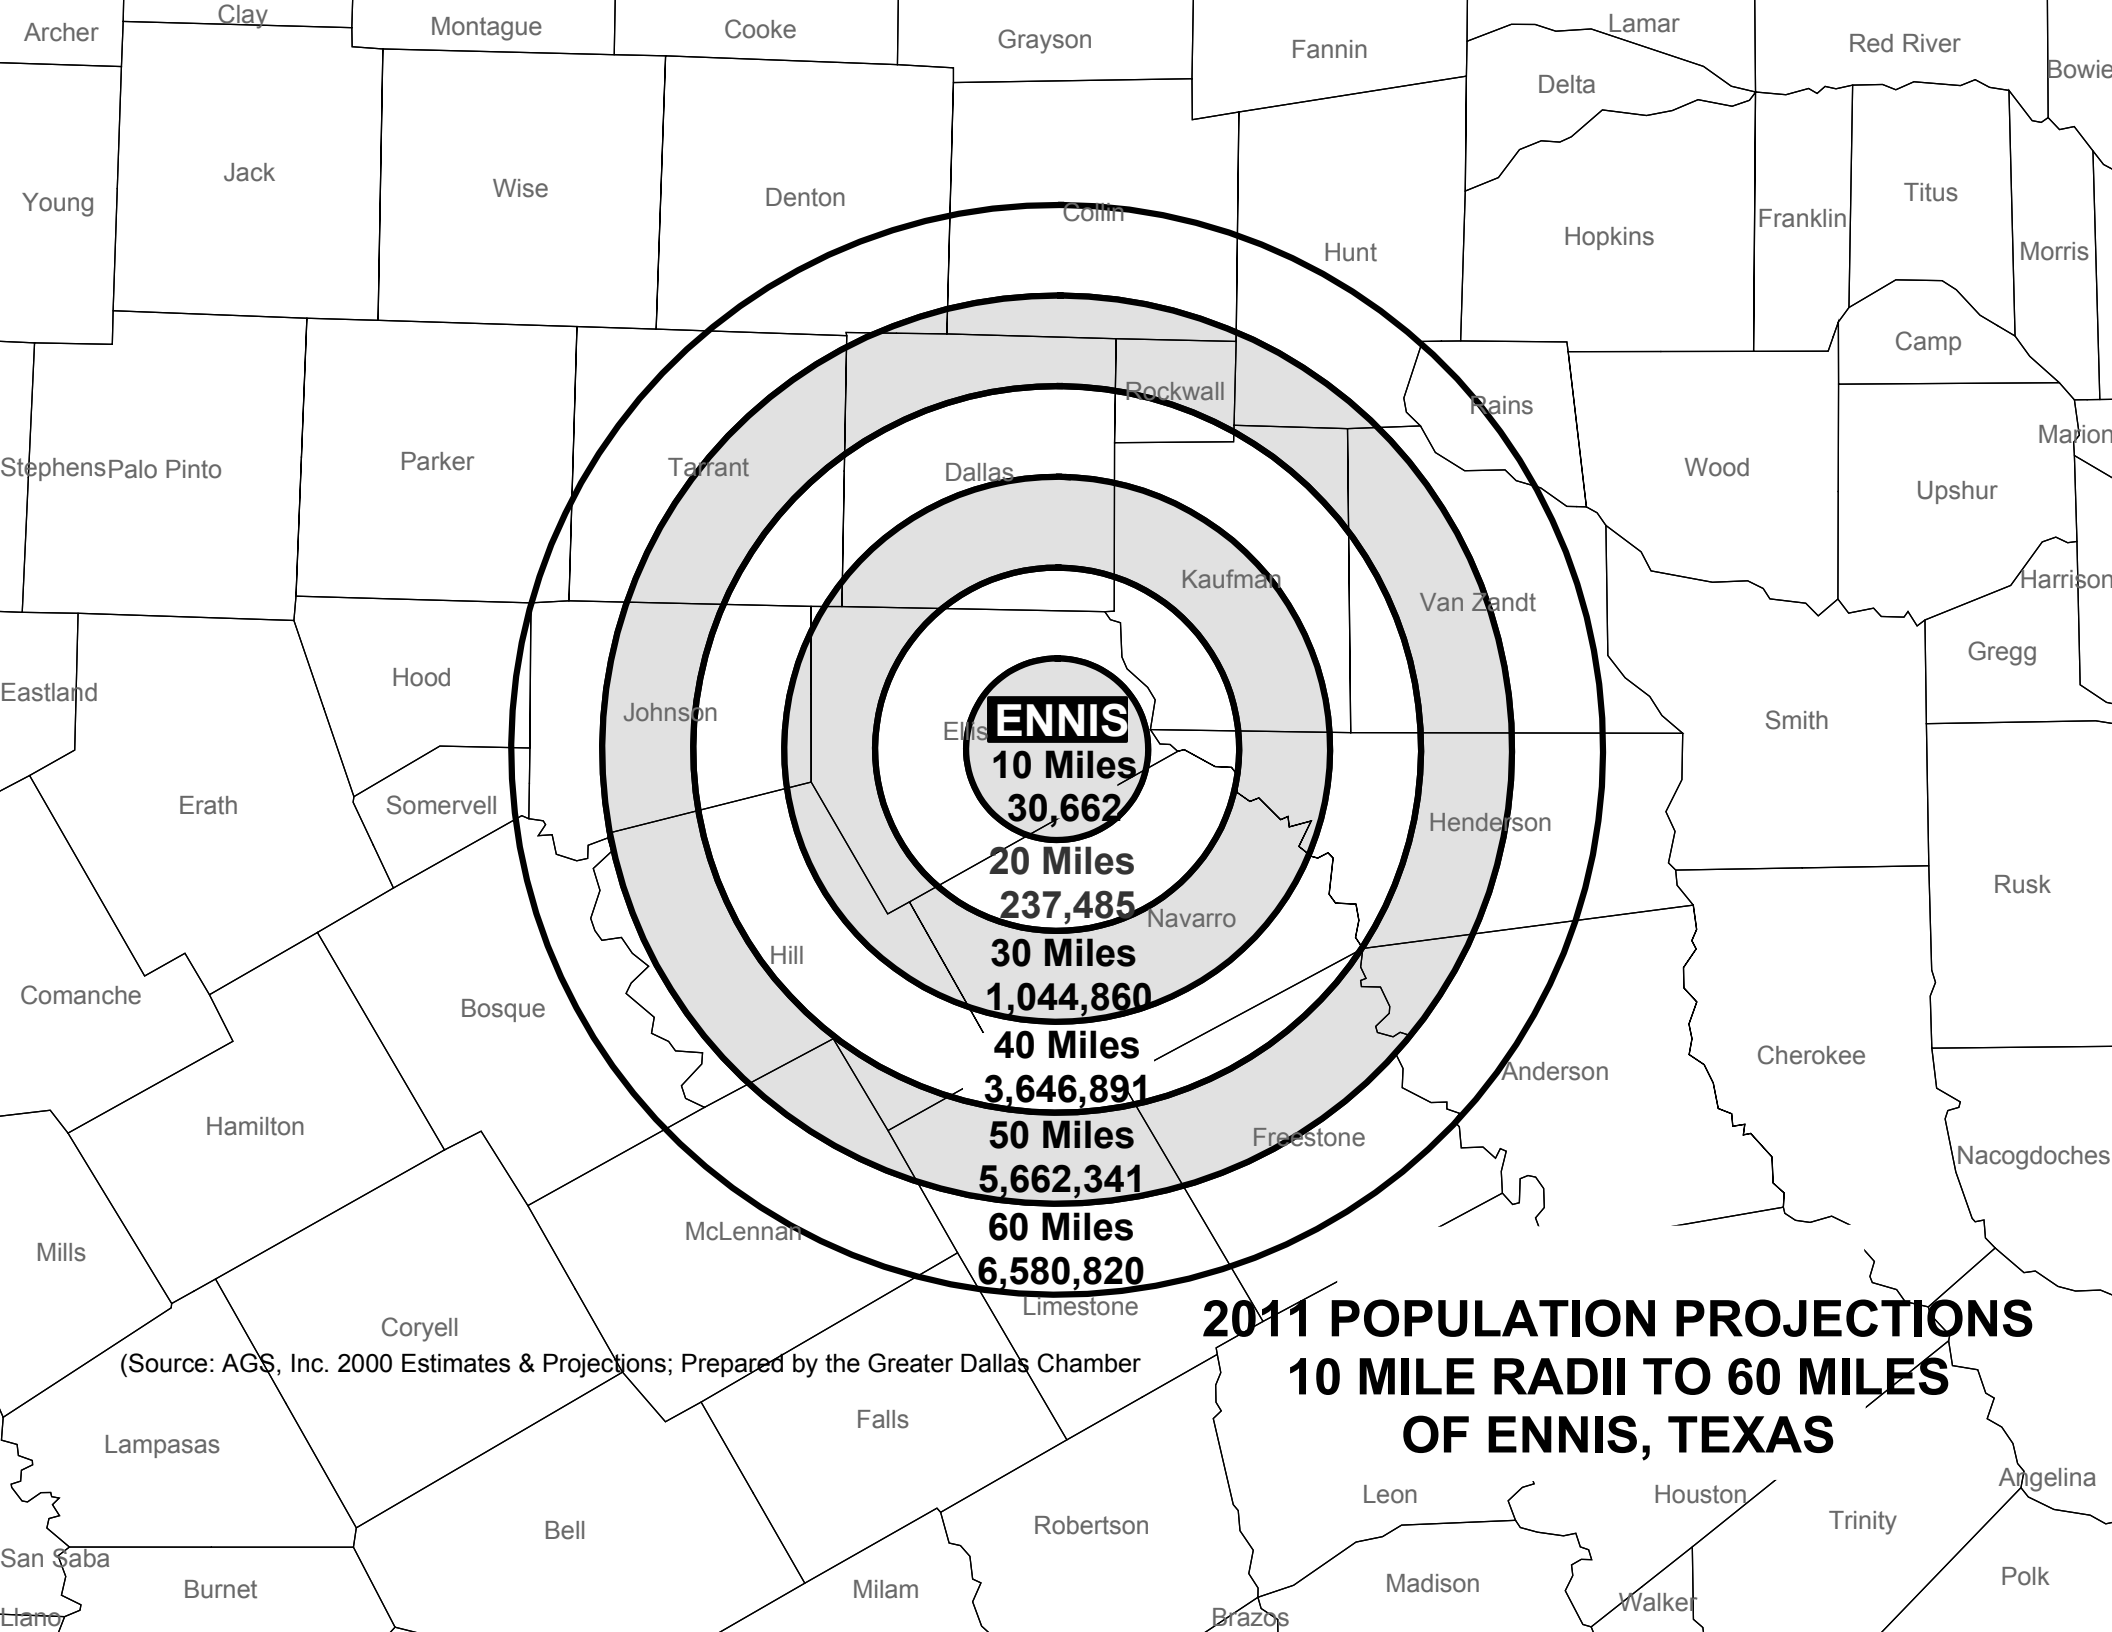 Archer
Clay
Montague
Cooke
Grayson
Fannin
Lamar
Red River
Bowie
Delta
Young
Jack
Wise
Denton
Collin
Hunt
Hopkins
Franklin
Titus
Morris
Camp
Rockwall
Rains
Marion
Stephens
Palo Pinto
Parker
Tarrant
Dallas
Wood
Upshur
Kaufman
Van Zandt
Harrison
Gregg
Eastland
Hood
Johnson
Ellis
ENNIS
10 Miles
30,662
20 Miles
237,485
30 Miles
1,044,860
40 Miles
3,646,891
50 Miles
5,662,341
60 Miles
6,580,820
Smith
Erath
Somervell
Henderson
Rusk
Navarro
Hill
Comanche
Bosque
Cherokee
Anderson
Hamilton
Freestone
Nacogdoches
McLennan
Mills
Limestone
Coryell
2011 POPULATION PROJECTIONS
10 MILE RADII TO 60 MILES
OF ENNIS, TEXAS
(Source: AGS, Inc. 2000 Estimates & Projections; Prepared by the Greater Dallas Chamber
Lampasas
Falls
Leon
Houston
Angelina
Bell
Robertson
Trinity
San Saba
Burnet
Milam
Madison
Polk
Walker
Llano
Brazos